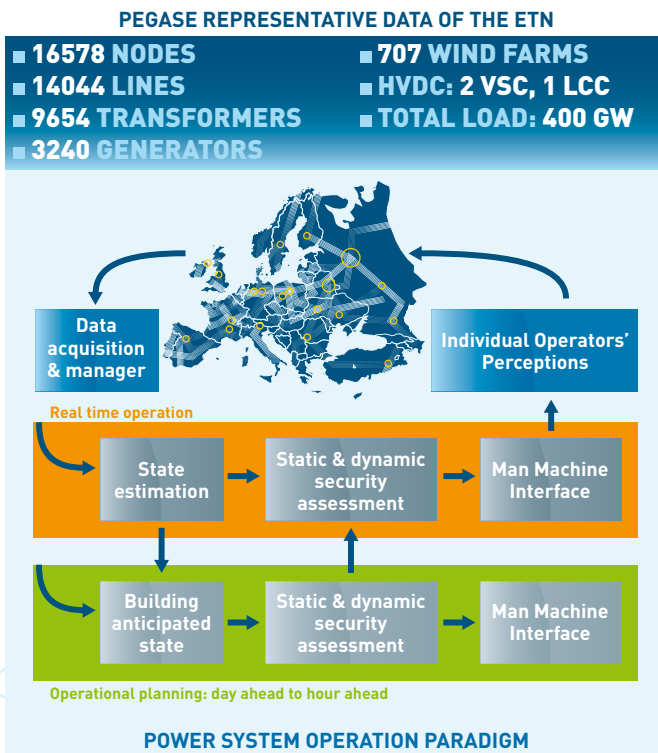 PEGASE REPRESENTATIVE DATA OF THE ETN
16578 NODES
14044 LINES
9654 TRANSFORMERS
3240 GENERATORS
707 WIND FARMS
HVDC: 2 VSC, 1 LCC
TOTAL LOAD: 400 GW
Data
acquisition
& manager
Individual Operators'
Perceptions
Real time operation
State
estimation
Static & dynamic
security
assessment
Man Machine
Interface
Building
anticipated
state
Static & dynamic
security
assessment
Man Machine
Interface
Operational planning: day ahead to hour ahead
POWER SYSTEM OPERATION PARADIGM